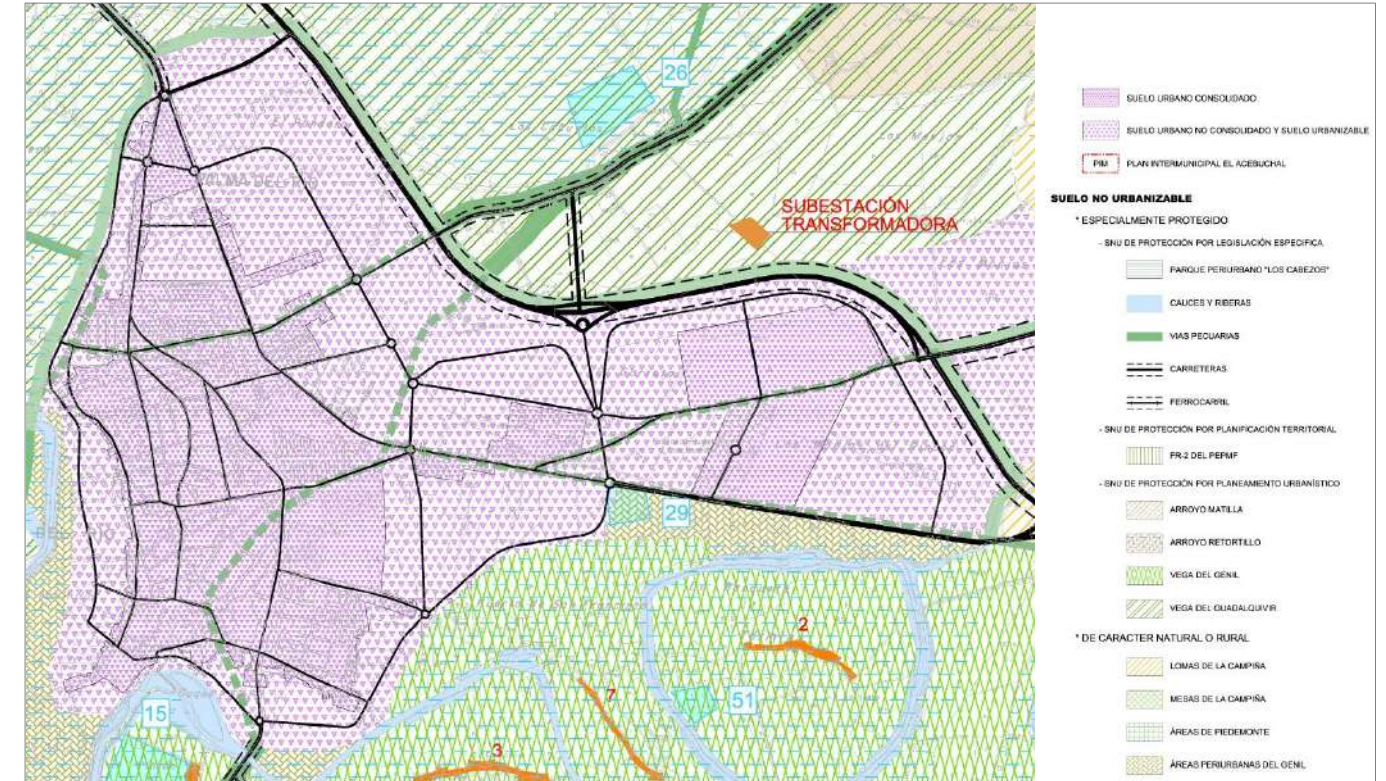 26
SUBESTACIÓN
TRANSFORMADORA
29
2
7
51
15
3
SUELO URBANO CONSOLIDADO
SUELO URBANO NO CONSOLIDADO Y SUELO URBANIZABLE
PIM PLAN INTERMUNICIPAL EL ACEBUCHAL
SUELO NO URBANIZABLE
* ESPECIALMENTE PROTEGIDO
- SNU DE PROTECCIÓN POR LEGISLACIÓN ESPECIFICA
PARQUE PERIURBANO "LOS CABEZOS"
CAUCES Y RIBERAS
VIAS PECUARIAS
CARRETERAS
FERROCARRIL
- SNU DE PROTECCIÓN POR PLANIFICACIÓN TERRITORIAL
FR-2 DEL PEPMF
- SNU DE PROTECCIÓN POR PLANEAMIENTO URBANÍSTICO
ARROYO MATILLA
ARROYO RETORTILLO
VEGA DEL GENIL
VEGA DEL GUADALQUIVIR
* DE CARACTER NATURAL O RURAL
LOMAS DE LA CAMPIÑA
MESAS DE LA CAMPIÑA
ÁREAS DE PIEDEMONTE
ÁREAS PERIURBANAS DEL GENIL